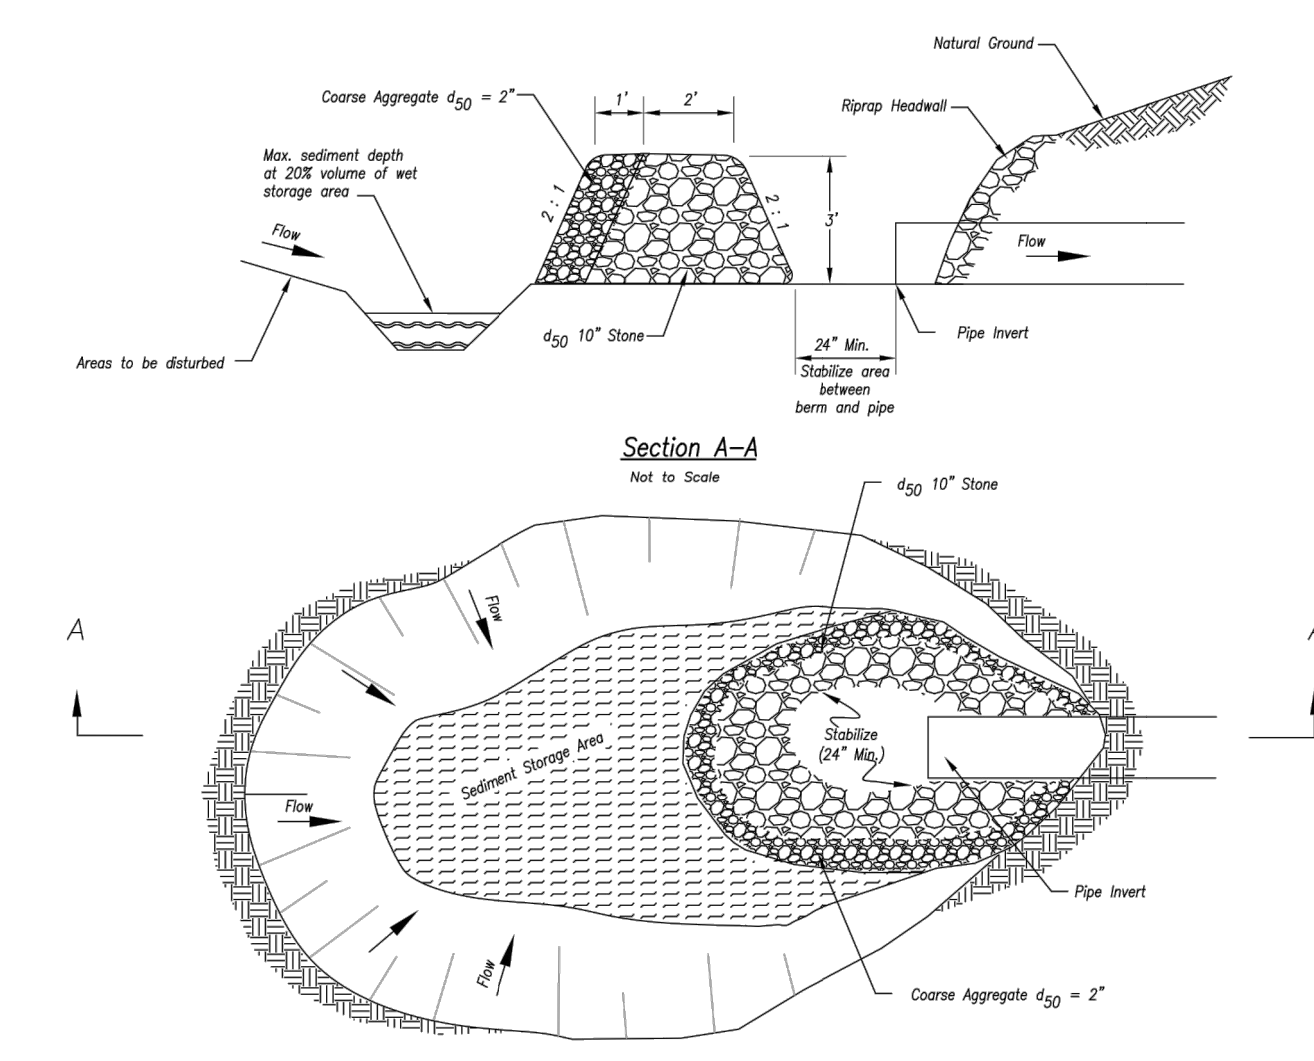 Natural Ground
Coarse Aggregate d50 = 2"
1'
2'
Riprap Headwall
Max. sediment depth
at 20% volume of wet
storage area
2 : 1
2 : 1
3'
Flow
Flow
d50 10" Stone
Pipe Invert
24" Min.
Stabilize area
between
berm and pipe
Areas to be disturbed
Section A-A
Not to Scale
d50 10" Stone
Flow
A
A
Stabilize
(24" Min.)
Sediment Storage Area
Flow
Pipe Invert
Flow
Coarse Aggregate d50 = 2"